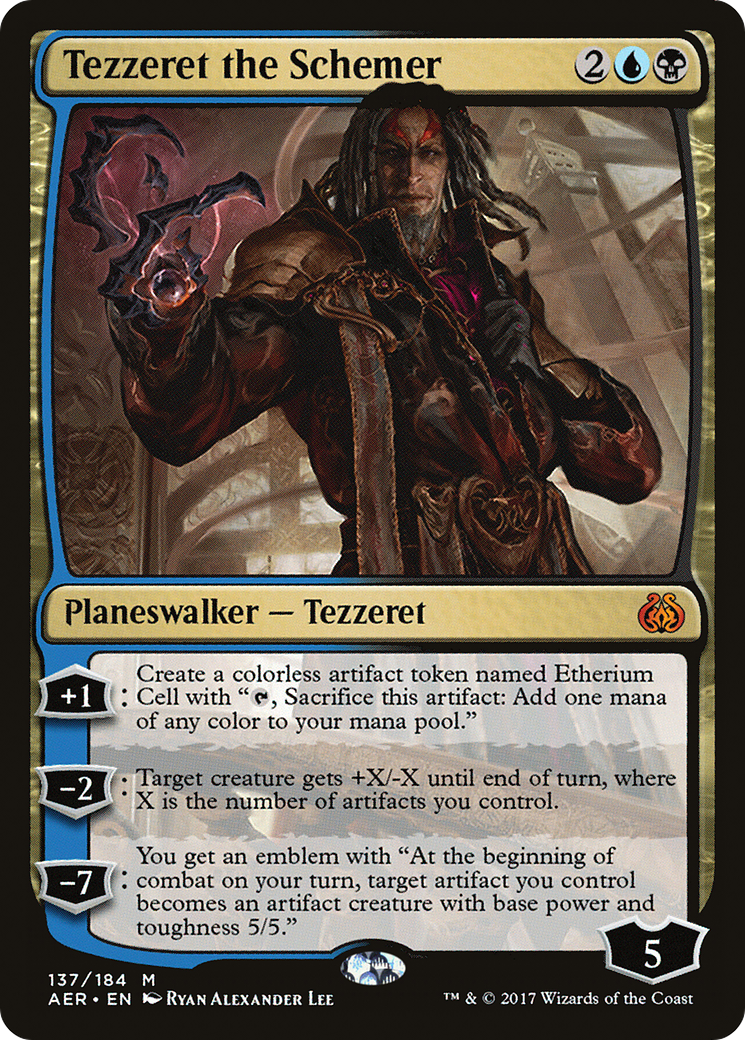 Tezzeret the Schemer 2
Planeswalker — Tezzeret
+1 : Create a colorless artifact token named Etherium
Cell with “, Sacrifice this artifact: Add one mana
of any color to your mana pool.”
−2 : Target creature gets +X/-X until end of turn, where
X is the number of artifacts you control.
−7 : You get an emblem with “At the beginning of
combat on your turn, target artifact you control
becomes an artifact creature with base power and
toughness 5/5.”
5
137/184 M
AER • EN Ryan Alexander Lee
™ & © 2017 Wizards of the Coast